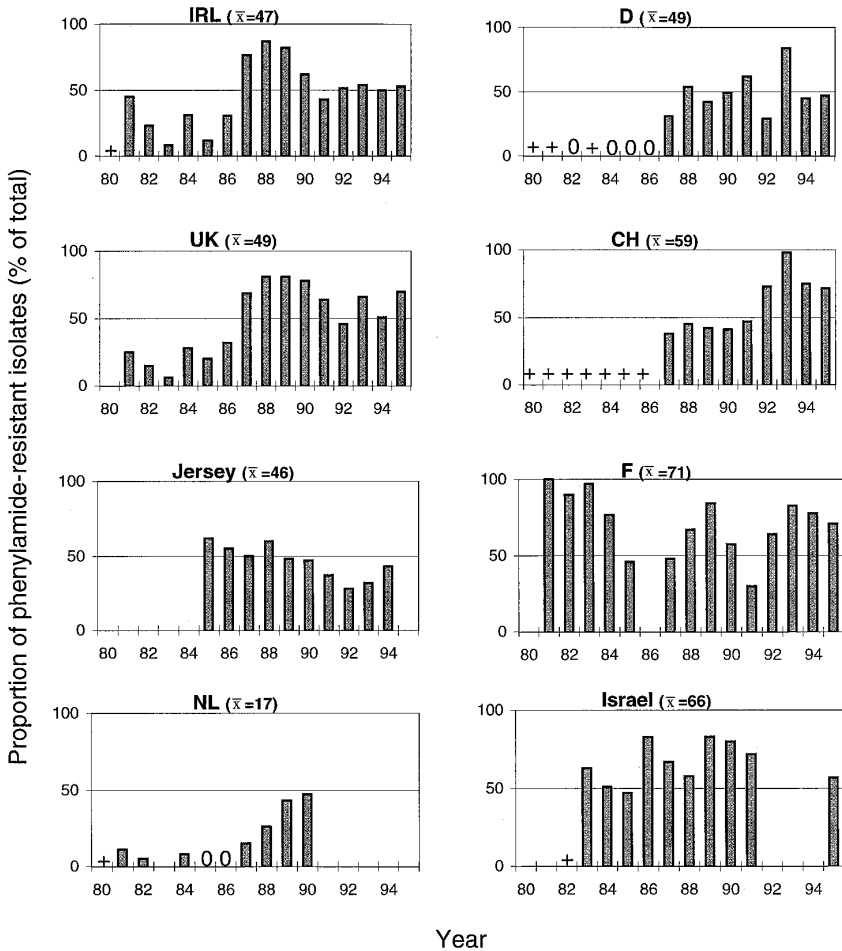 Proportion of phenylamide-resistant isolates (% of total)
IRL (x̄=47)
100
50
0
+
80 82 84 86 88 90 92 94
D (x̄=49)
100
50
0
+ + 0 + 0 0 0
80 82 84 86 88 90 92 94
UK (x̄=49)
100
50
0
80 82 84 86 88 90 92 94
CH (x̄=59)
100
50
0
+ + + + + + +
80 82 84 86 88 90 92 94
Jersey (x̄=46)
100
50
0
80 82 84 86 88 90 92 94
F (x̄=71)
100
50
0
80 82 84 86 88 90 92 94
NL (x̄=17)
100
50
0
+ 0 0
80 82 84 86 88 90 92 94
Israel (x̄=66)
100
50
0
+
80 82 84 86 88 90 92 94
Year